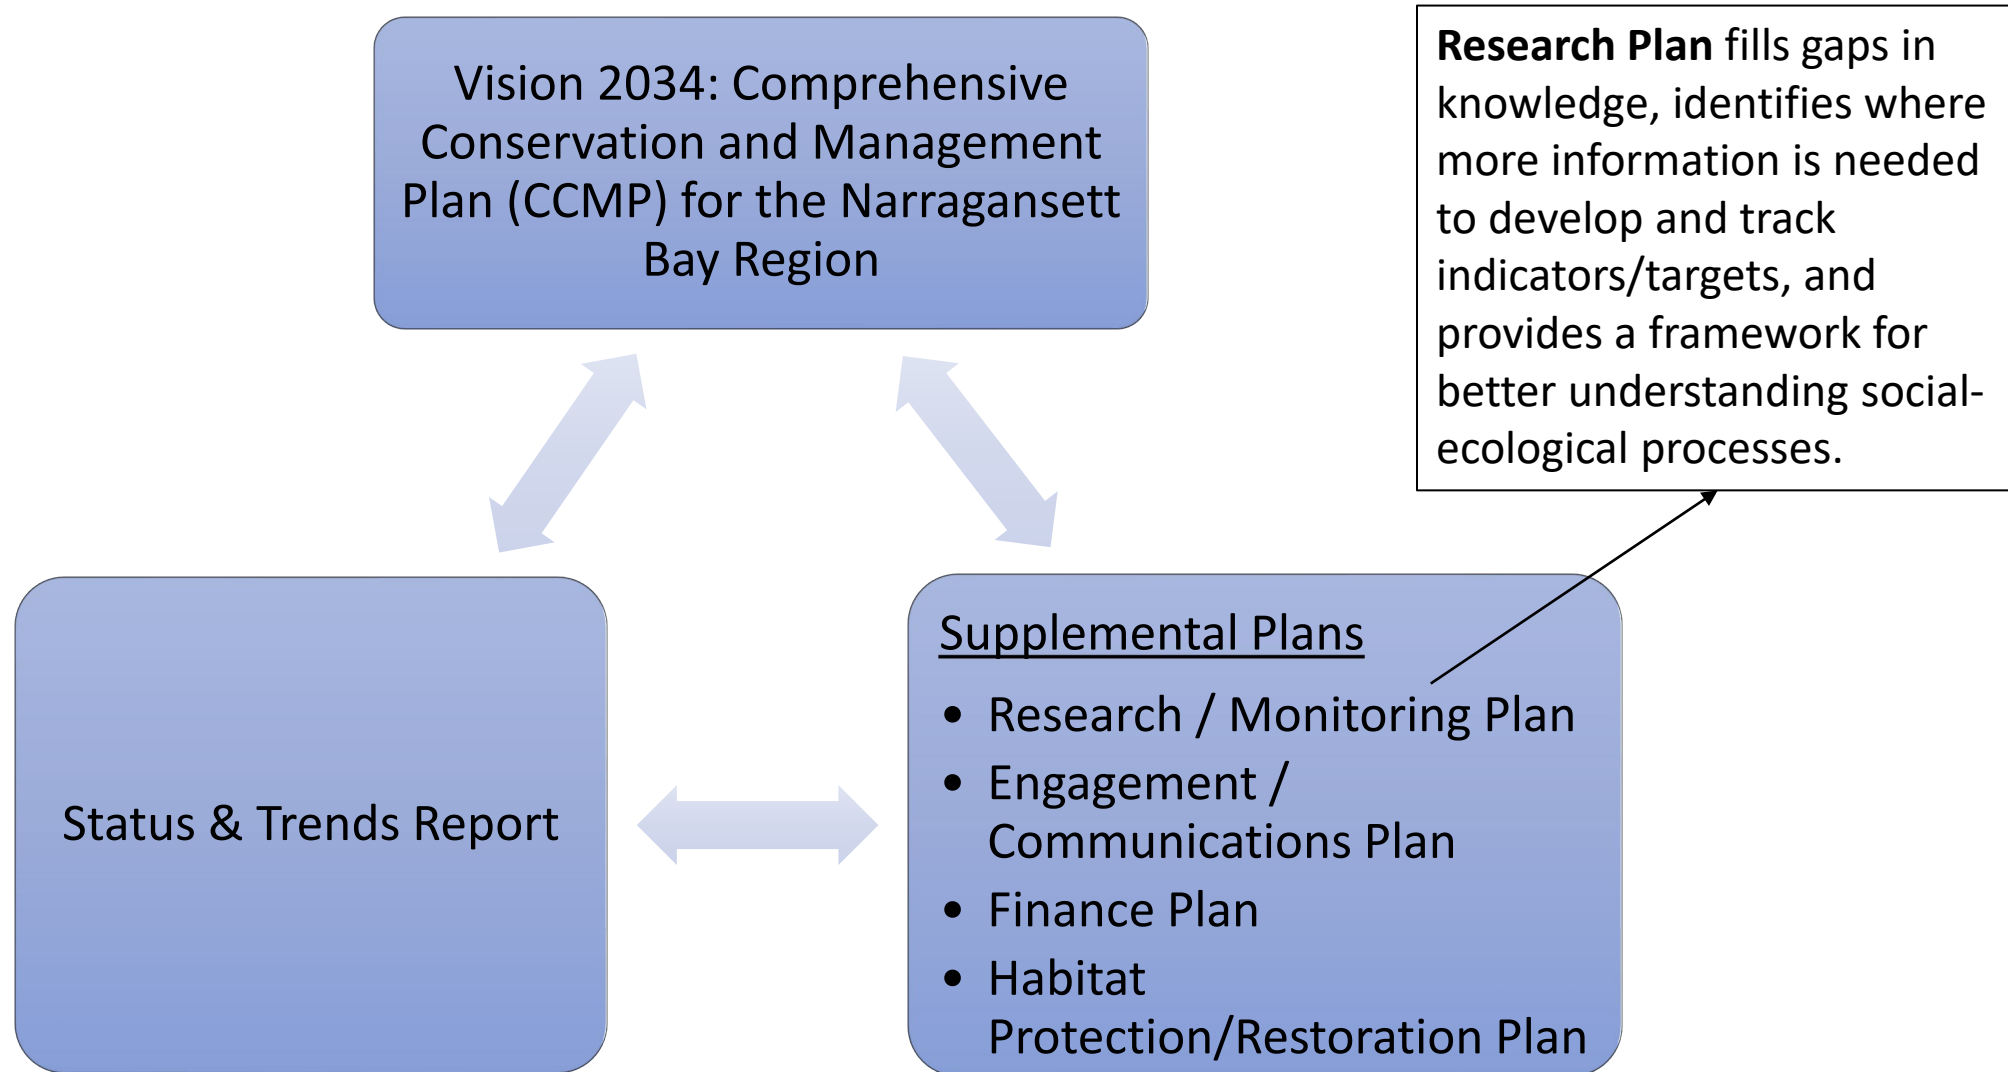 Vision 2034: Comprehensive
Conservation and Management
Plan (CCMP) for the Narragansett
Bay Region
Research Plan fills gaps in
knowledge, identifies where
more information is needed
to develop and track
indicators/targets, and
provides a framework for
better understanding social-
ecological processes.
Status & Trends Report
Supplemental Plans
• Research / Monitoring Plan
• Engagement /
Communications Plan
• Finance Plan
• Habitat
Protection/Restoration Plan